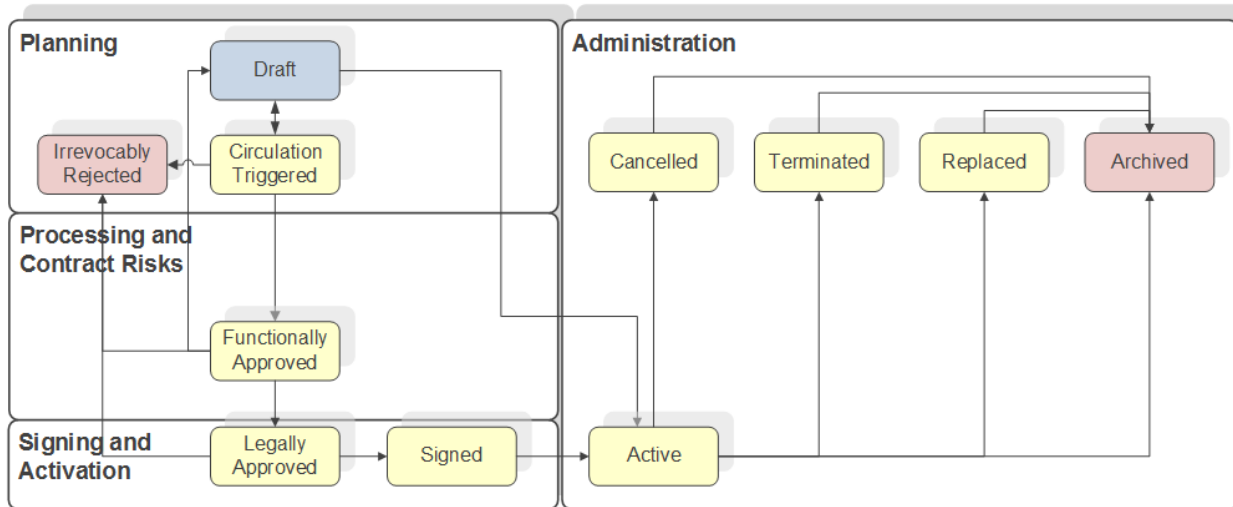 Planning
Draft
Irrevocably
Rejected
Circulation
Triggered
Processing and
Contract Risks
Functionally
Approved
Signing and
Activation
Legally
Approved
Signed
Administration
Cancelled
Terminated
Replaced
Archived
Active